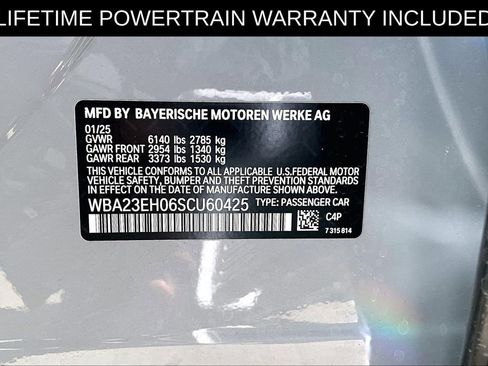 LIFETIME POWERTRAIN WARRANTY INCLUDED
MFD BY BAYERISCHE MOTOREN WERKE AG
01/25
GVWR 6140 lbs 2785 kg
GAWR FRONT 2954 lbs 1340 kg
GAWR REAR 3373 lbs 1530 kg
THIS VEHICLE CONFORMS TO ALL APPLICABLE U.S.FEDERAL MOTOR
VEHICLE SAFETY, BUMPER, AND THEFT PREVENTION STANDARDS
IN EFFECT ON THE DATE OF MANUFACTURE SHOWN ABOVE.
WBA23EH06SCU60425 TYPE: PASSENGER CAR
C4P
7 315 814